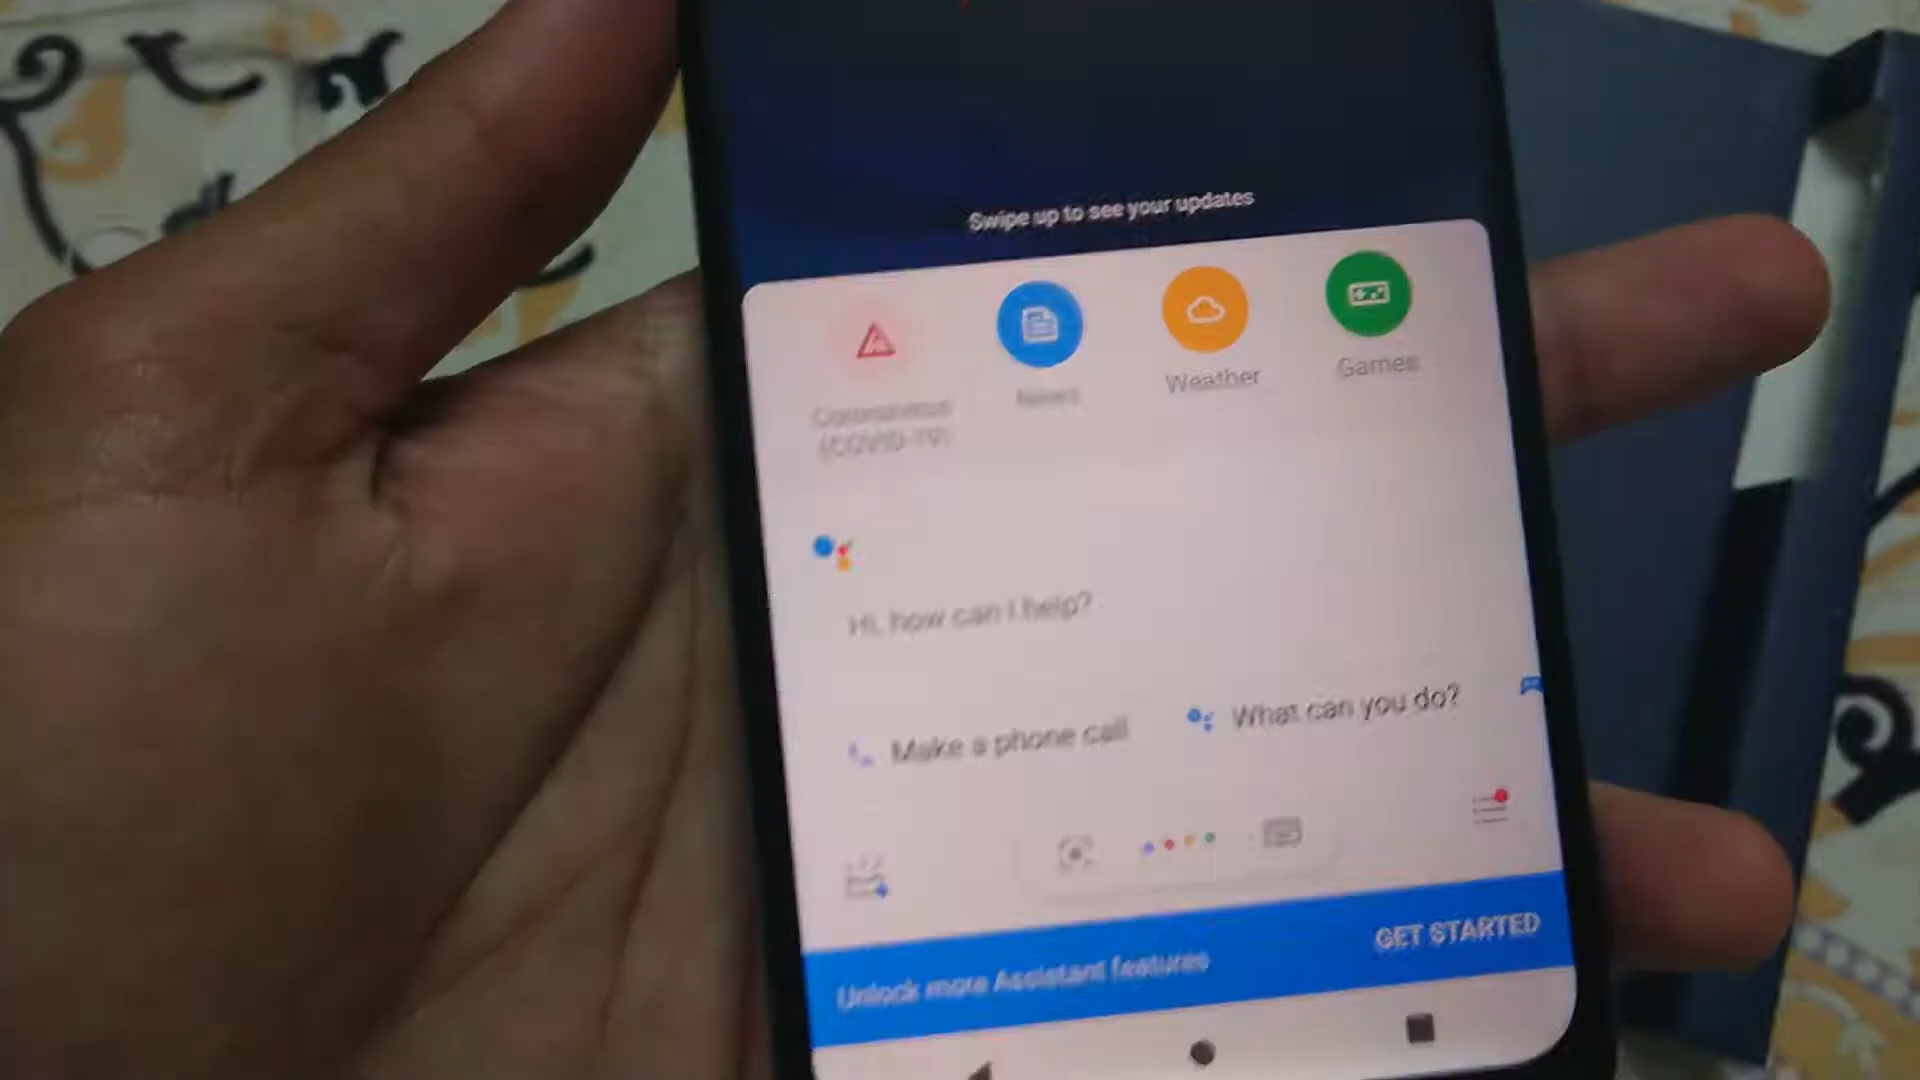 Swipe up to see your updates
Coronavirus
(COVID-19)
News
Weather
Games
Hi, how can I help?
Make a phone call
What can you do?
Unlock more Assistant features
GET STARTED